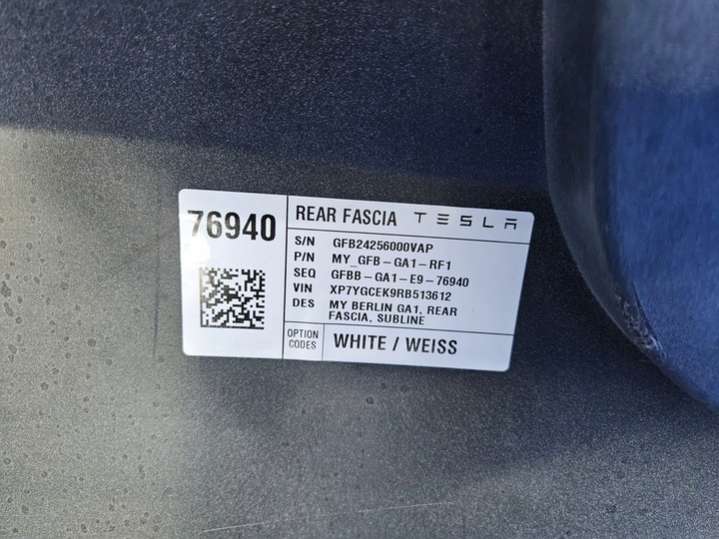 76940
REAR FASCIA TESLA
S/N GFB24256000VAP
P/N MY_GFB-GA1-RF1
SEQ GFBB-GA1-E9-76940
VIN XP7YGCEK9RB513612
DES MY BERLIN GA1, REAR
FASCIA, SUBLINE
OPTION
CODES
WHITE / WEISS